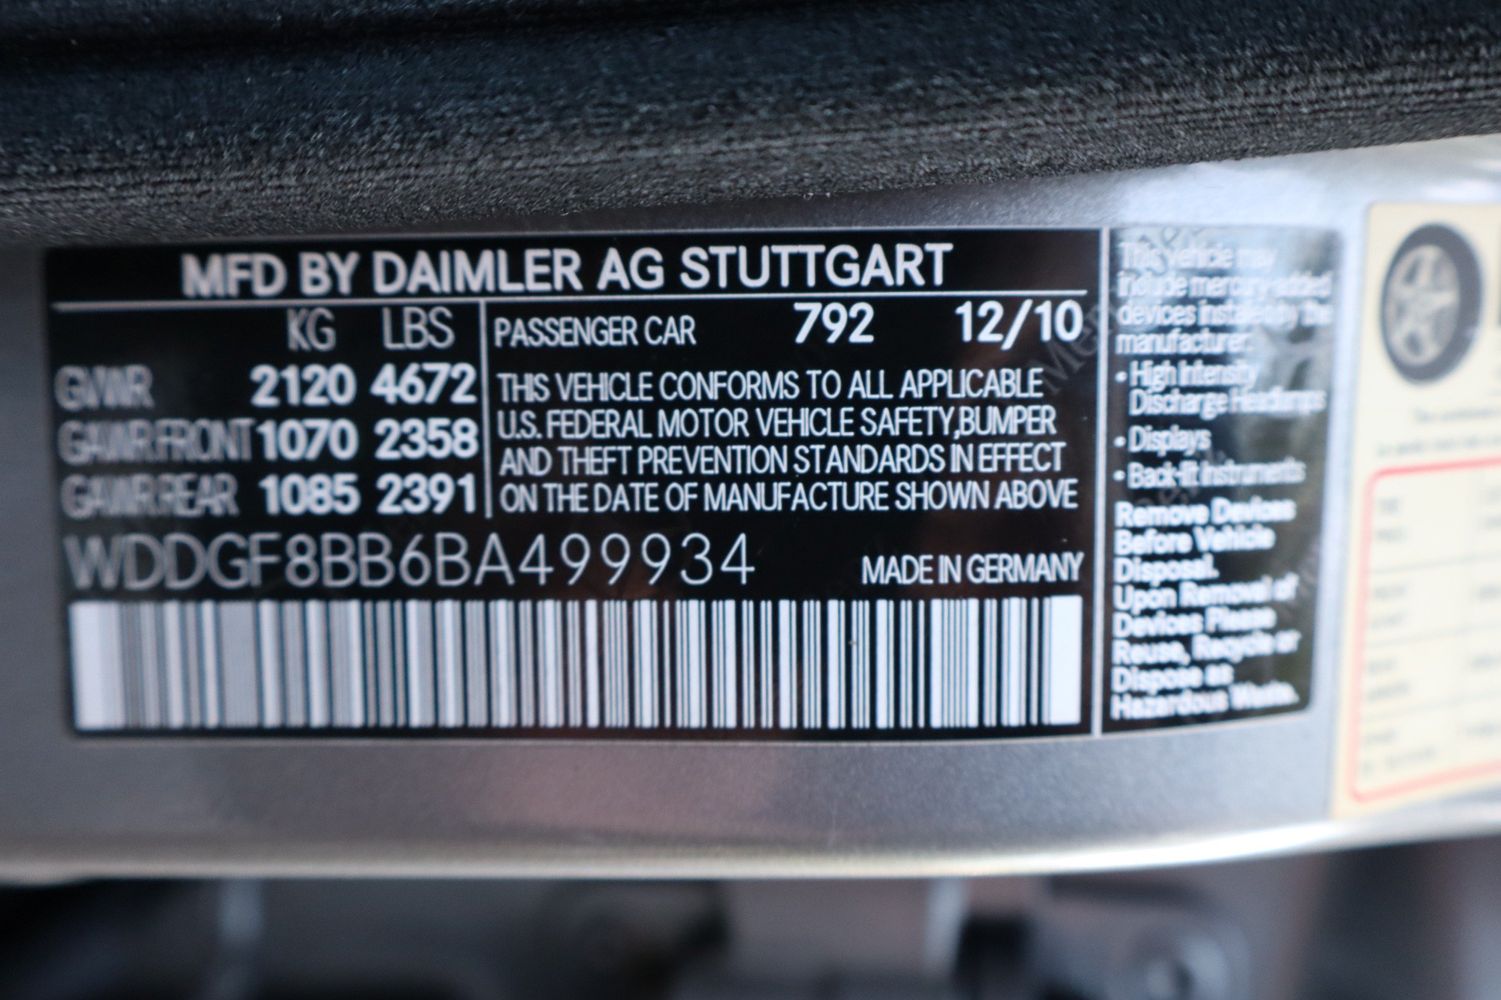 MFD BY DAIMLER AG STUTTGART
KG LBS
GVWR 2120 4672
GAWR FRONT 1070 2358
GAWR REAR 1085 2391
PASSENGER CAR 792 12/10
THIS VEHICLE CONFORMS TO ALL APPLICABLE
U.S. FEDERAL MOTOR VEHICLE SAFETY, BUMPER
AND THEFT PREVENTION STANDARDS IN EFFECT
ON THE DATE OF MANUFACTURE SHOWN ABOVE
WDDGF8BB6BA499934
MADE IN GERMANY
This vehicle may
include mercury-added
devices installed by the
manufacturer:
• High Intensity
Discharge Headlamps
• Displays
• Back-lit Instruments
Remove Devices
Before Vehicle
Disposal.
Upon Removal of
Devices Please
Reuse, Recycle or
Dispose as
Hazardous Waste.